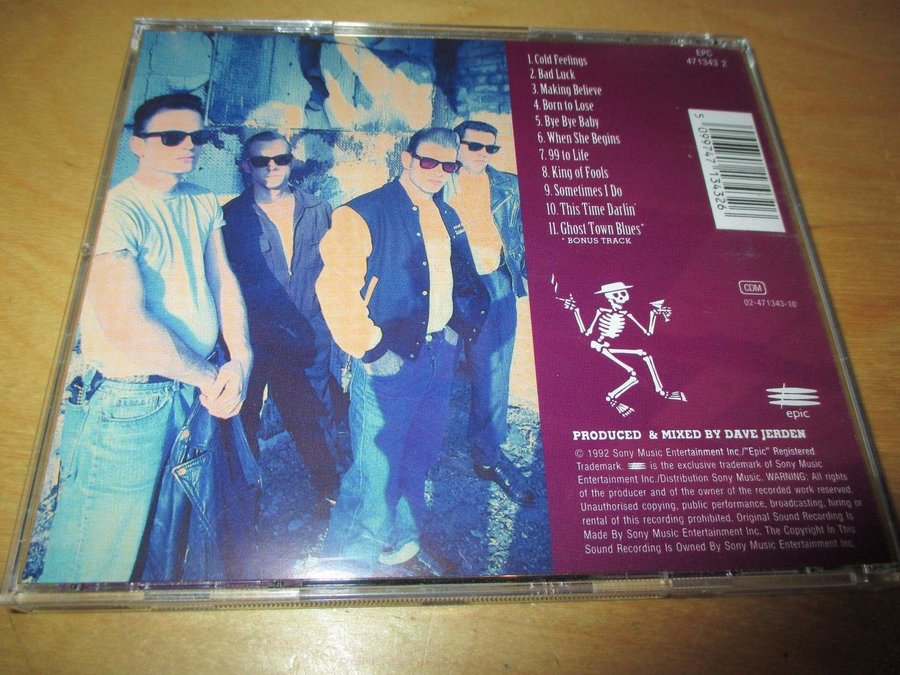 EPC
471343 2
1. Cold Feelings
2. Bad Luck
3. Making Believe
4. Born to Lose
5. Bye Bye Baby
6. When She Begins
7. 99 to Life
8. King of Fools
9. Sometimes I Do
10. This Time Darlin'
11. Ghost Town Blues*
* BONUS TRACK
5 099747 134326
CDM
02-471343-10
epic
PRODUCED & MIXED BY DAVE JERDEN
© 1992 Sony Music Entertainment Inc./"Epic" Registered
Trademark. is the exclusive trademark of Sony Music
Entertainment Inc./Distribution Sony Music. WARNING: All rights
of the producer and of the owner of the recorded work reserved.
Unauthorised copying, public performance, broadcasting, hiring or
rental of this recording prohibited. Original Sound Recording Is
Made By Sony Music Entertainment Inc. The Copyright In This
Sound Recording Is Owned By Sony Music Entertainment Inc.